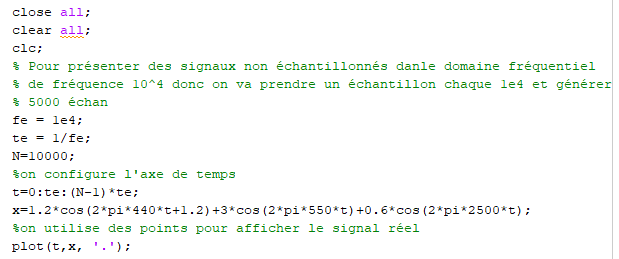 close all;
clear all;
clc;
% Pour présenter des signaux non échantillonnés danle domaine fréquentiel
% de fréquence 10^4 donc on va prendre un échantillon chaque 1e4 et générer
% 5000 échan
fe = 1e4;
te = 1/fe;
N=10000;
%on configure l'axe de temps
t=0:te:(N-1)*te;
x=1.2*cos(2*pi*440*t+1.2)+3*cos(2*pi*550*t)+0.6*cos(2*pi*2500*t);
%on utilise des points pour afficher le signal réel
plot(t,x, '.');